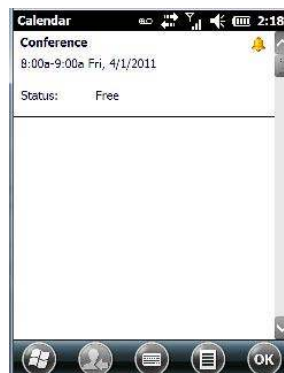 Calendar 2:18
Conference
8:00a-9:00a Fri, 4/1/2011
Status: Free
OK